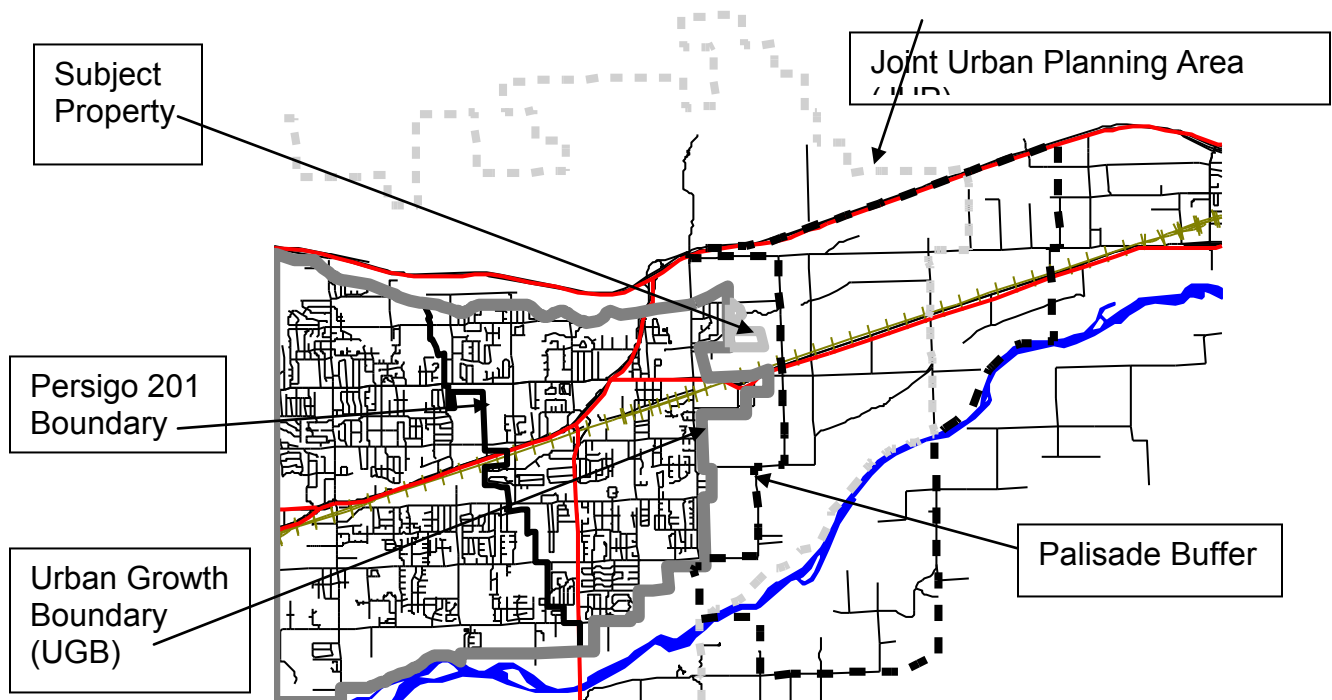 Subject
Property
Joint Urban Planning Area
Persigo 201
Boundary
Urban Growth
Boundary
(UGB)
Palisade Buffer